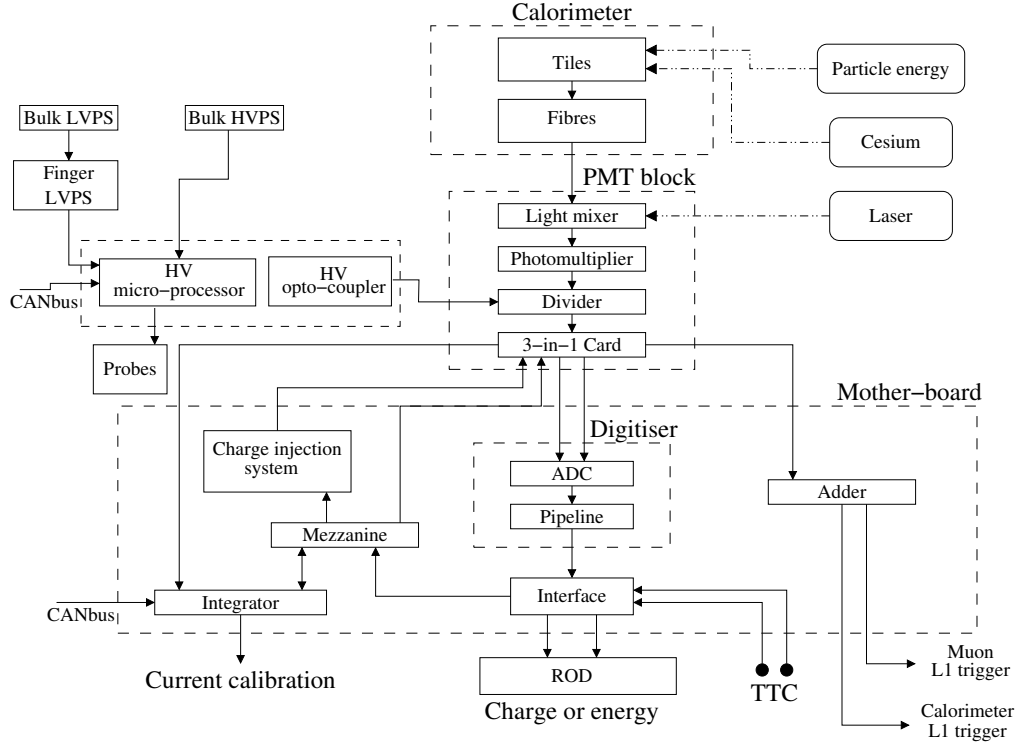 Calorimeter
Tiles
Particle energy
Bulk LVPS
Bulk HVPS
Fibres
Cesium
Finger
LVPS
PMT block
Light mixer
Laser
HV
micro−processor
HV
opto−coupler
Photomultiplier
CANbus
Divider
3−in−1 Card
Probes
Mother−board
Digitiser
Charge injection
system
ADC
Adder
Pipeline
Mezzanine
Integrator
Interface
CANbus
Muon
L1 trigger
Current calibration
ROD
TTC
Charge or energy
Calorimeter
L1 trigger